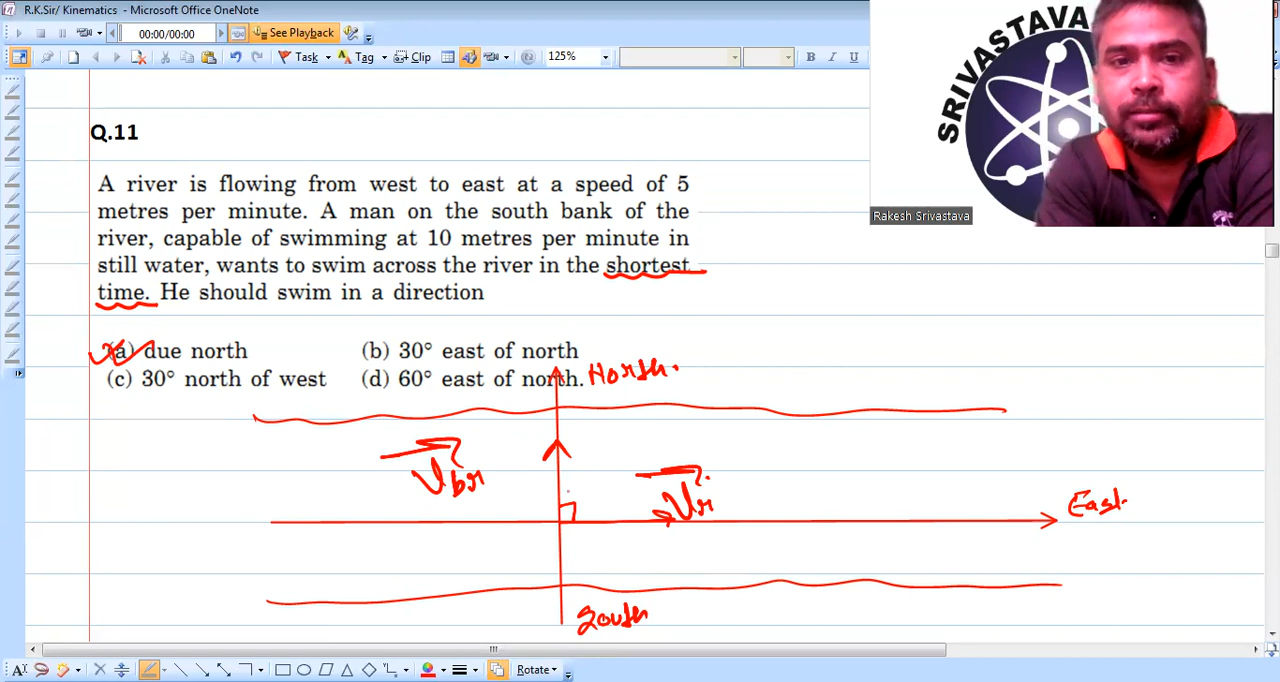 R.K.Sir/ Kinematics - Microsoft Office OneNote
00:00/00:00 See Playback
Task Tag Clip 125% B I U
SRIVASTAVA
Rakesh Srivastava
Q.11
A river is flowing from west to east at a speed of 5
metres per minute. A man on the south bank of the
river, capable of swimming at 10 metres per minute in
still water, wants to swim across the river in the shortest
time. He should swim in a direction
(a) due north (b) 30° east of north
(c) 30° north of west (d) 60° east of north.
North.
Vbr
Vr
East
South
Rotate